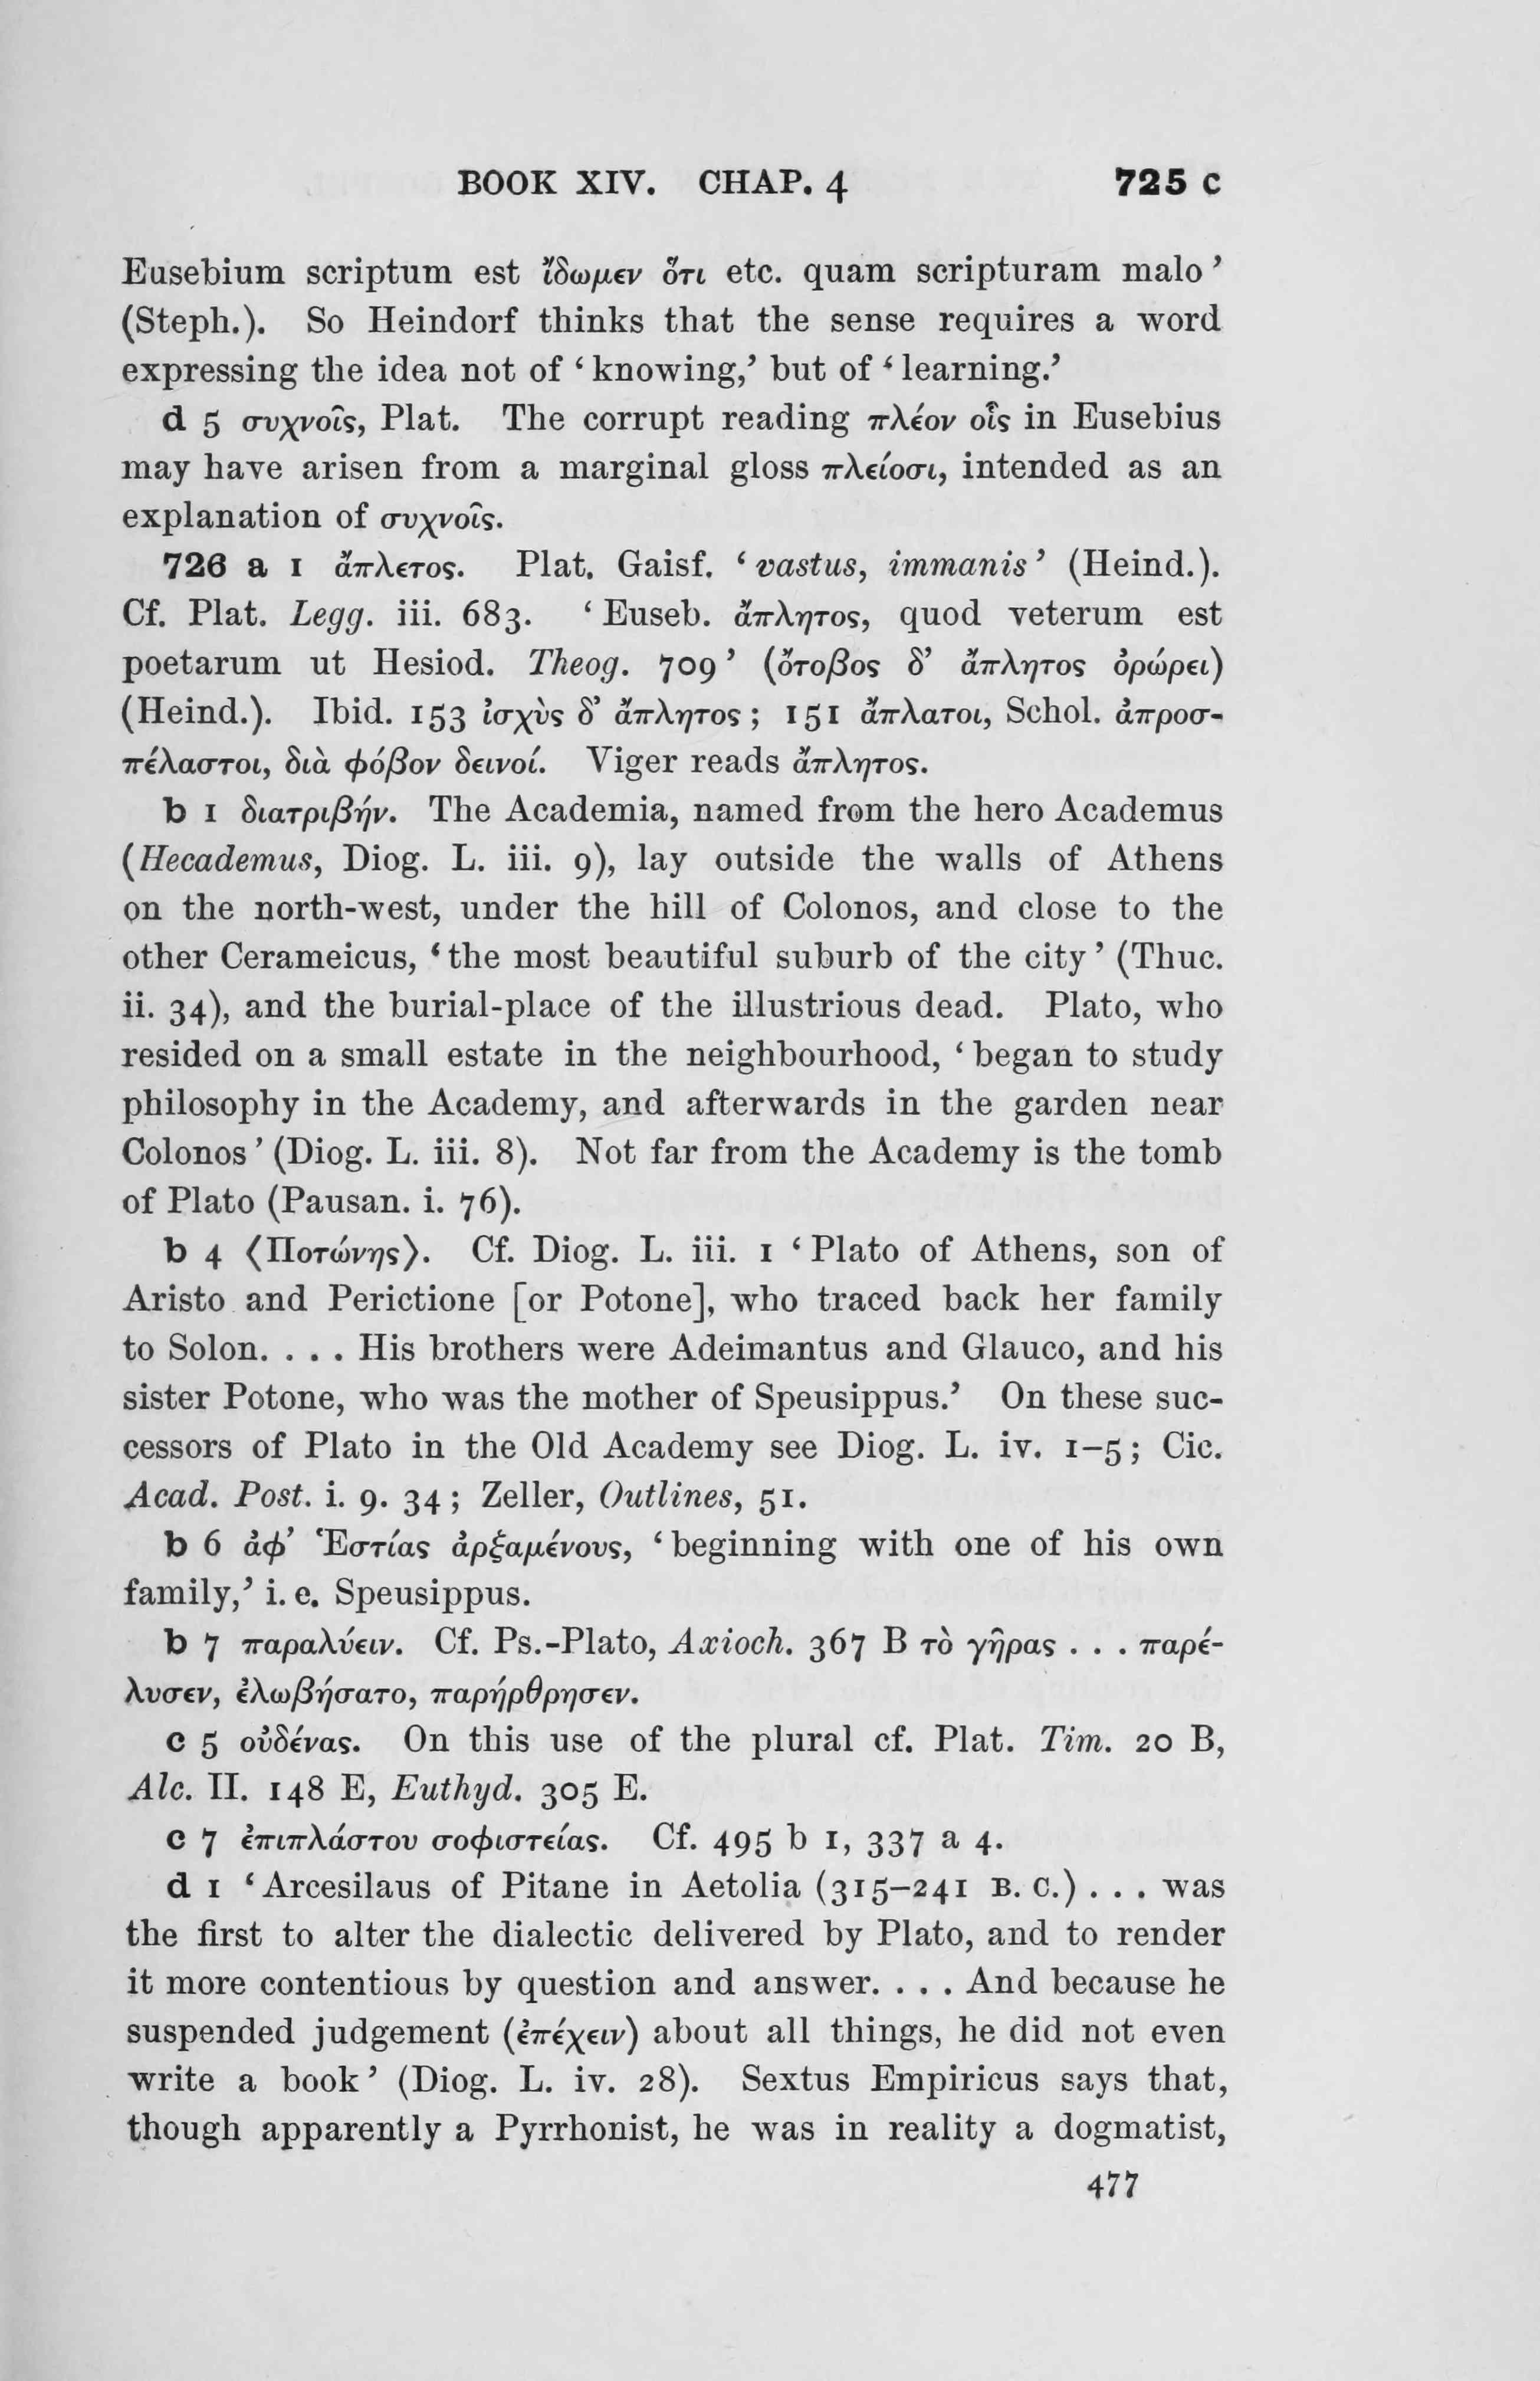 BOOK XIV. CHAP. 4 725 c
Eusebium scriptum est ἴδωμεν ὅτι etc. quam scripturam malo ’
(Steph.). So Heindorf thinks that the sense requires a word
expressing the idea not of ‘ knowing,’ but of ‘ learning.’
d 5 συχνοῖς, Plat. The corrupt reading πλέον οἷς in Eusebius
may have arisen from a marginal gloss πλείοσι, intended as an
explanation of συχνοῖς.
726 a 1 ἄπλετος. Plat. Gaisf. ‘ vastus, immanis ’ (Heind.).
Cf. Plat. Legg. iii. 683. ‘ Euseb. ἄπλητος, quod veterum est
poetarum ut Hesiod. Theog. 709 ’ (ὄτοβος δ’ ἄπλητος ὀρώρει)
(Heind.). Ibid. 153 ἰσχὺς δ’ ἄπλητος ; 151 ἄπλατοι, Schol. ἀπροσ-
πέλαστοι, διὰ φόβον δεινοί. Viger reads ἄπλητος.
b 1 διατριβήν. The Academia, named from the hero Academus
(Hecademus, Diog. L. iii. 9), lay outside the walls of Athens
on the north-west, under the hill of Colonos, and close to the
other Cerameicus, ‘ the most beautiful suburb of the city ’ (Thuc.
ii. 34), and the burial-place of the illustrious dead. Plato, who
resided on a small estate in the neighbourhood, ‘ began to study
philosophy in the Academy, and afterwards in the garden near
Colonos ’ (Diog. L. iii. 8). Not far from the Academy is the tomb
of Plato (Pausan. i. 76).
b 4 ⟨Ποτώνης⟩. Cf. Diog. L. iii. 1 ‘ Plato of Athens, son of
Aristo and Perictione [or Potone], who traced back her family
to Solon. . . . His brothers were Adeimantus and Glauco, and his
sister Potone, who was the mother of Speusippus.’ On these suc-
cessors of Plato in the Old Academy see Diog. L. iv. 1–5 ; Cic.
Acad. Post. i. 9. 34 ; Zeller, Outlines, 51.
b 6 ἀφ’ Ἑστίας ἀρξαμένους, ‘ beginning with one of his own
family,’ i. e. Speusippus.
b 7 παραλύειν. Cf. Ps.-Plato, Axioch. 367 B τὸ γῆρας . . . παρέ-
λυσεν, ἐλωβήσατο, παρήρθρησεν.
c 5 οὐδένας. On this use of the plural cf. Plat. Tim. 20 B,
Alc. II. 148 E, Euthyd. 305 E.
c 7 ἐπιπλάστου σοφιστείας. Cf. 495 b 1, 337 a 4.
d 1 ‘ Arcesilaus of Pitane in Aetolia (315–241 B. C.) . . . was
the first to alter the dialectic delivered by Plato, and to render
it more contentious by question and answer. . . . And because he
suspended judgement (ἐπέχειν) about all things, he did not even
write a book ’ (Diog. L. iv. 28). Sextus Empiricus says that,
though apparently a Pyrrhonist, he was in reality a dogmatist,
477